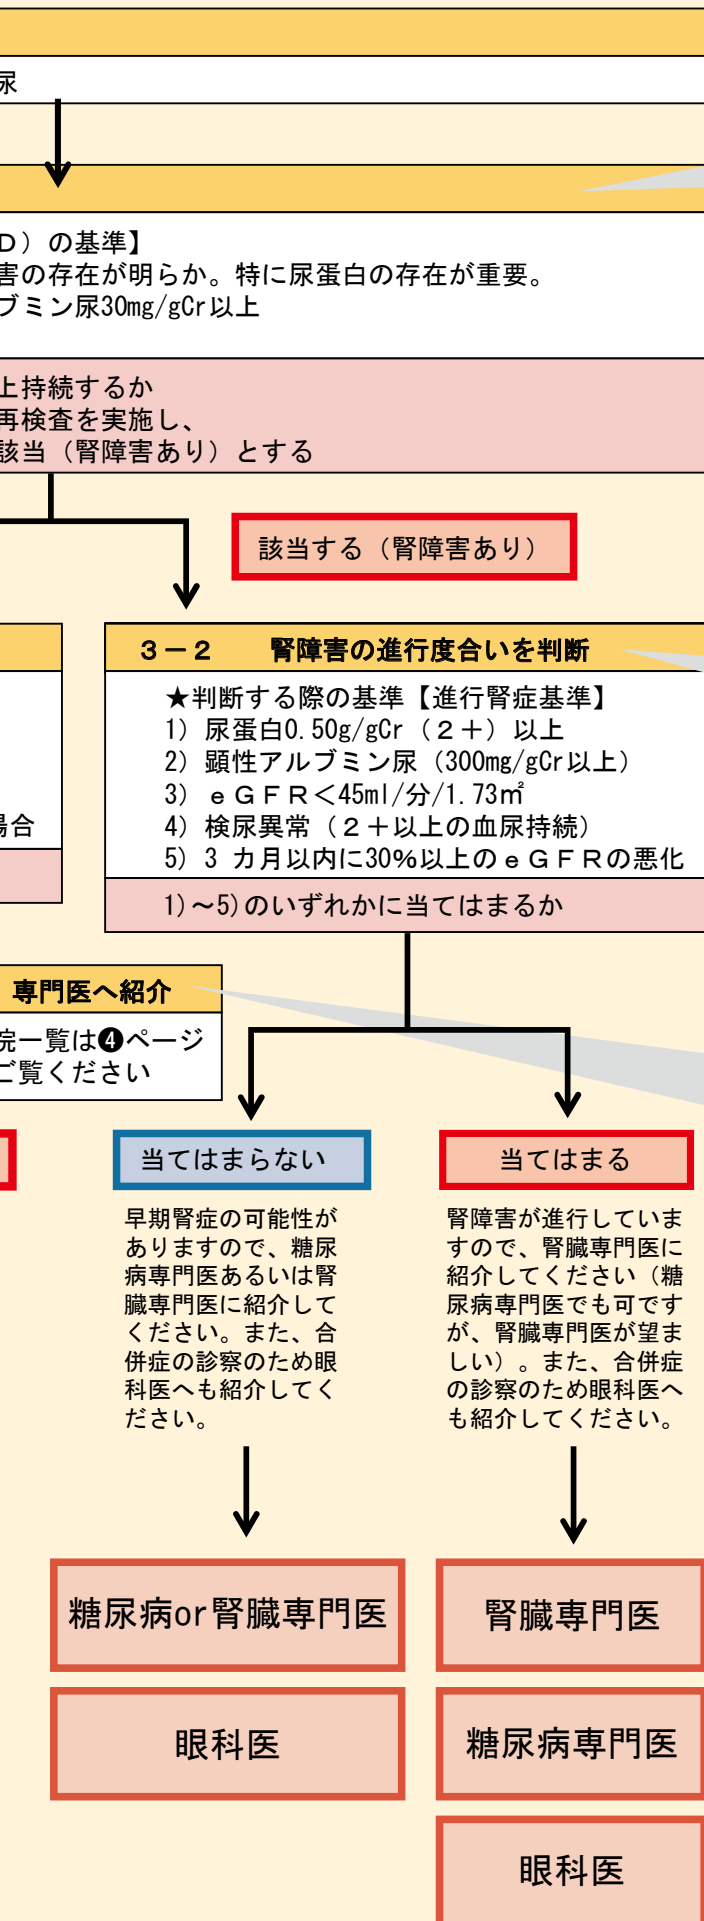 尿
D）の基準】
害の存在が明らか。特に尿蛋白の存在が重要。
ブミン尿30mg/gCr以上
上持続するか
再検査を実施し、
該当（腎障害あり）とする
該当する（腎障害あり）
3－2　腎障害の進行度合いを判断
★判断する際の基準【進行腎症基準】
1）尿蛋白0.50g/gCr（2＋）以上
2）顕性アルブミン尿（300mg/gCr以上）
3）eGFR＜45ml/分/1.73㎡
4）検尿異常（2＋以上の血尿持続）
5）3 カ月以内に30％以上のeGFRの悪化
1)～5)のいずれかに当てはまるか
場合
専門医へ紹介
院一覧は❹ページ
ご覧ください
当てはまらない
早期腎症の可能性が
ありますので、糖尿
病専門医あるいは腎
臓専門医に紹介して
ください。また、合
併症の診察のため眼
科医へも紹介してく
ださい。
糖尿病or腎臓専門医
眼科医
当てはまる
腎障害が進行していま
すので、腎臓専門医に
紹介してください（糖
尿病専門医でも可です
が、腎臓専門医が望ま
しい）。また、合併症
の診察のため眼科医へ
も紹介してください。
腎臓専門医
糖尿病専門医
眼科医